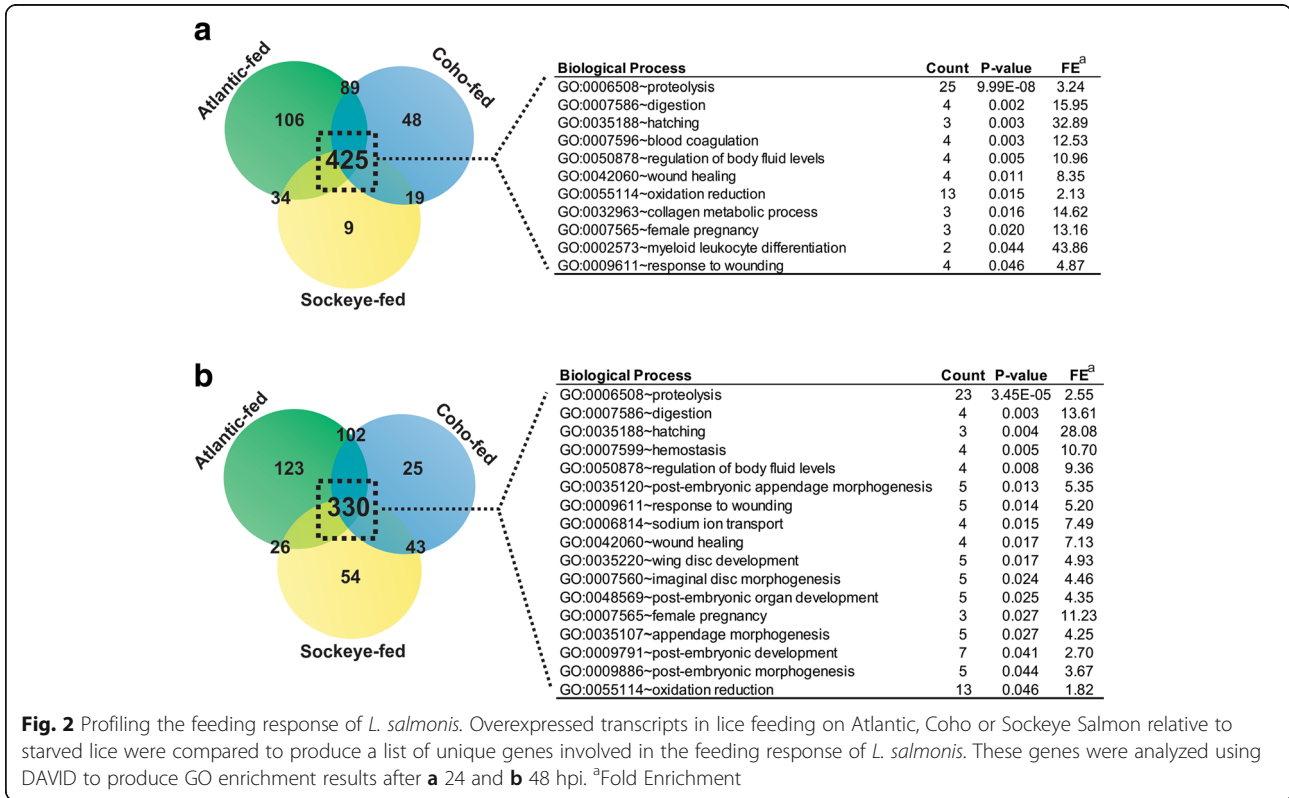 a
Atlantic-fed
Coho-fed
89
106
48
425
34
19
9
Sockeye-fed
Biological Process Count P-value FEa
GO:0006508~proteolysis 25 9.99E-08 3.24
GO:0007586~digestion 4 0.002 15.95
GO:0035188~hatching 3 0.003 32.89
GO:0007596~blood coagulation 4 0.003 12.53
GO:0050878~regulation of body fluid levels 4 0.005 10.96
GO:0042060~wound healing 4 0.011 8.35
GO:0055114~oxidation reduction 13 0.015 2.13
GO:0032963~collagen metabolic process 3 0.016 14.62
GO:0007565~female pregnancy 3 0.020 13.16
GO:0002573~myeloid leukocyte differentiation 2 0.044 43.86
GO:0009611~response to wounding 4 0.046 4.87
b
Atlantic-fed
Coho-fed
102
123
25
330
26
43
54
Sockeye-fed
Biological Process Count P-value FEa
GO:0006508~proteolysis 23 3.45E-05 2.55
GO:0007586~digestion 4 0.003 13.61
GO:0035188~hatching 3 0.004 28.08
GO:0007599~hemostasis 4 0.005 10.70
GO:0050878~regulation of body fluid levels 4 0.008 9.36
GO:0035120~post-embryonic appendage morphogenesis 5 0.013 5.35
GO:0009611~response to wounding 5 0.014 5.20
GO:0006814~sodium ion transport 4 0.015 7.49
GO:0042060~wound healing 4 0.017 7.13
GO:0035220~wing disc development 5 0.017 4.93
GO:0007560~imaginal disc morphogenesis 5 0.024 4.46
GO:0048569~post-embryonic organ development 5 0.025 4.35
GO:0007565~female pregnancy 3 0.027 11.23
GO:0035107~appendage morphogenesis 5 0.027 4.25
GO:0009791~post-embryonic development 7 0.041 2.70
GO:0009886~post-embryonic morphogenesis 5 0.044 3.67
GO:0055114~oxidation reduction 13 0.046 1.82
Fig. 2 Profiling the feeding response of L. salmonis. Overexpressed transcripts in lice feeding on Atlantic, Coho or Sockeye Salmon relative to
starved lice were compared to produce a list of unique genes involved in the feeding response of L. salmonis. These genes were analyzed using
DAVID to produce GO enrichment results after a 24 and b 48 hpi. aFold Enrichment